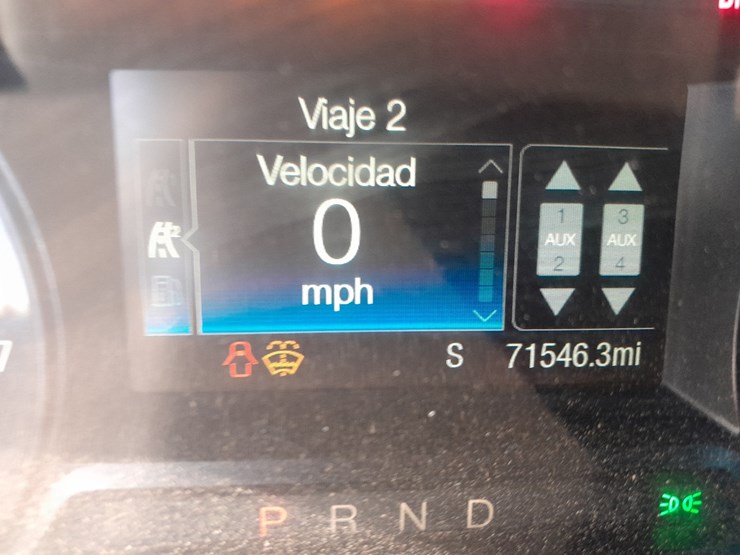 Viaje 2
Velocidad
0
mph
1
AUX
2
3
AUX
4
S 71546.3mi
P R N D